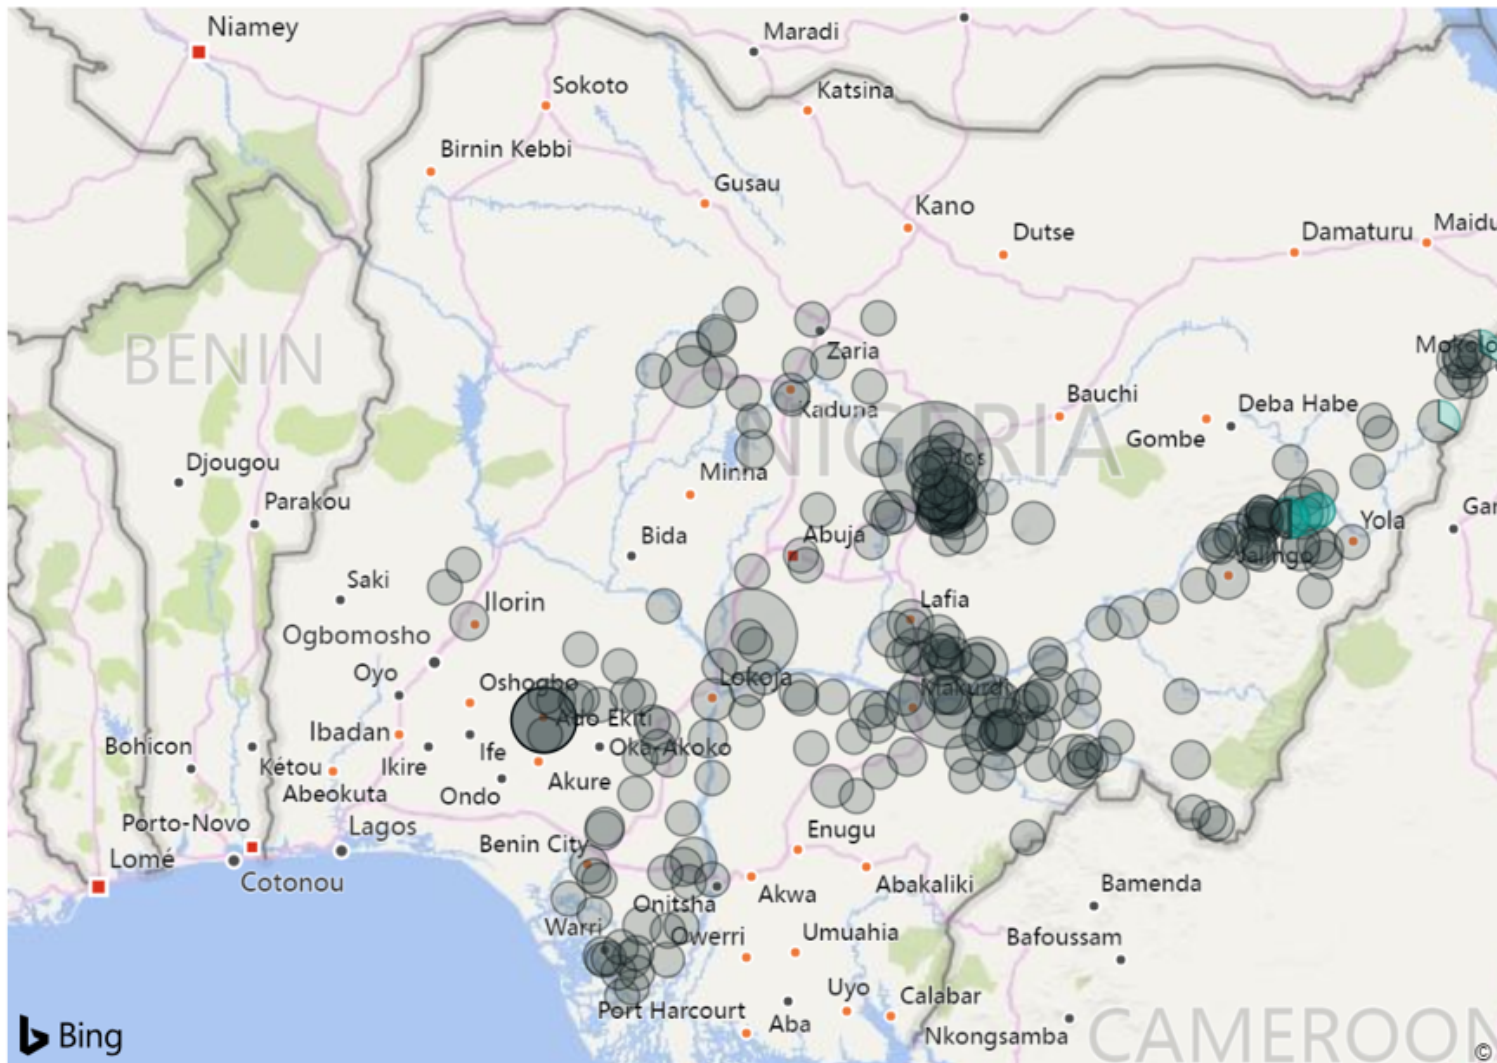 Niamey
Maradi
Sokoto
Katsina
Birnin Kebbi
Gusau
Kano
Dutse
Damaturu
Maidu
BENIN
Zaria
Mokolo
Kaduna
NIGERIA
Bauchi
Deba Habe
Gombe
Djougou
Minna
Jos
Parakou
Bida
Abuja
Yola
Gar
Jalingo
Saki
Ilorin
Lafia
Ogbomosho
Oyo
Oshogbo
Lokoja
Makurdi
Ado Ekiti
Ibadan
Bohicon
Kétou
Ikire
Ife
Oka-Akoko
Abeokuta
Ondo
Akure
Porto-Novo
Lagos
Benin City
Enugu
Lomé
Cotonou
Akwa
Abakaliki
Bamenda
Onitsha
Warri
Owerri
Umuahia
Bafoussam
Uyo
Calabar
Port Harcourt
Aba
Nkongsamba
CAMEROON
Bing
©